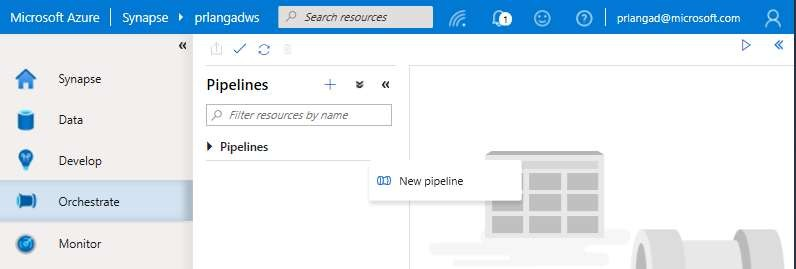 Microsoft Azure Synapse prlangadws Search resources 1 prlangad@microsoft.com
Synapse
Data
Develop
Orchestrate
Monitor
Pipelines
Filter resources by name
Pipelines
New pipeline